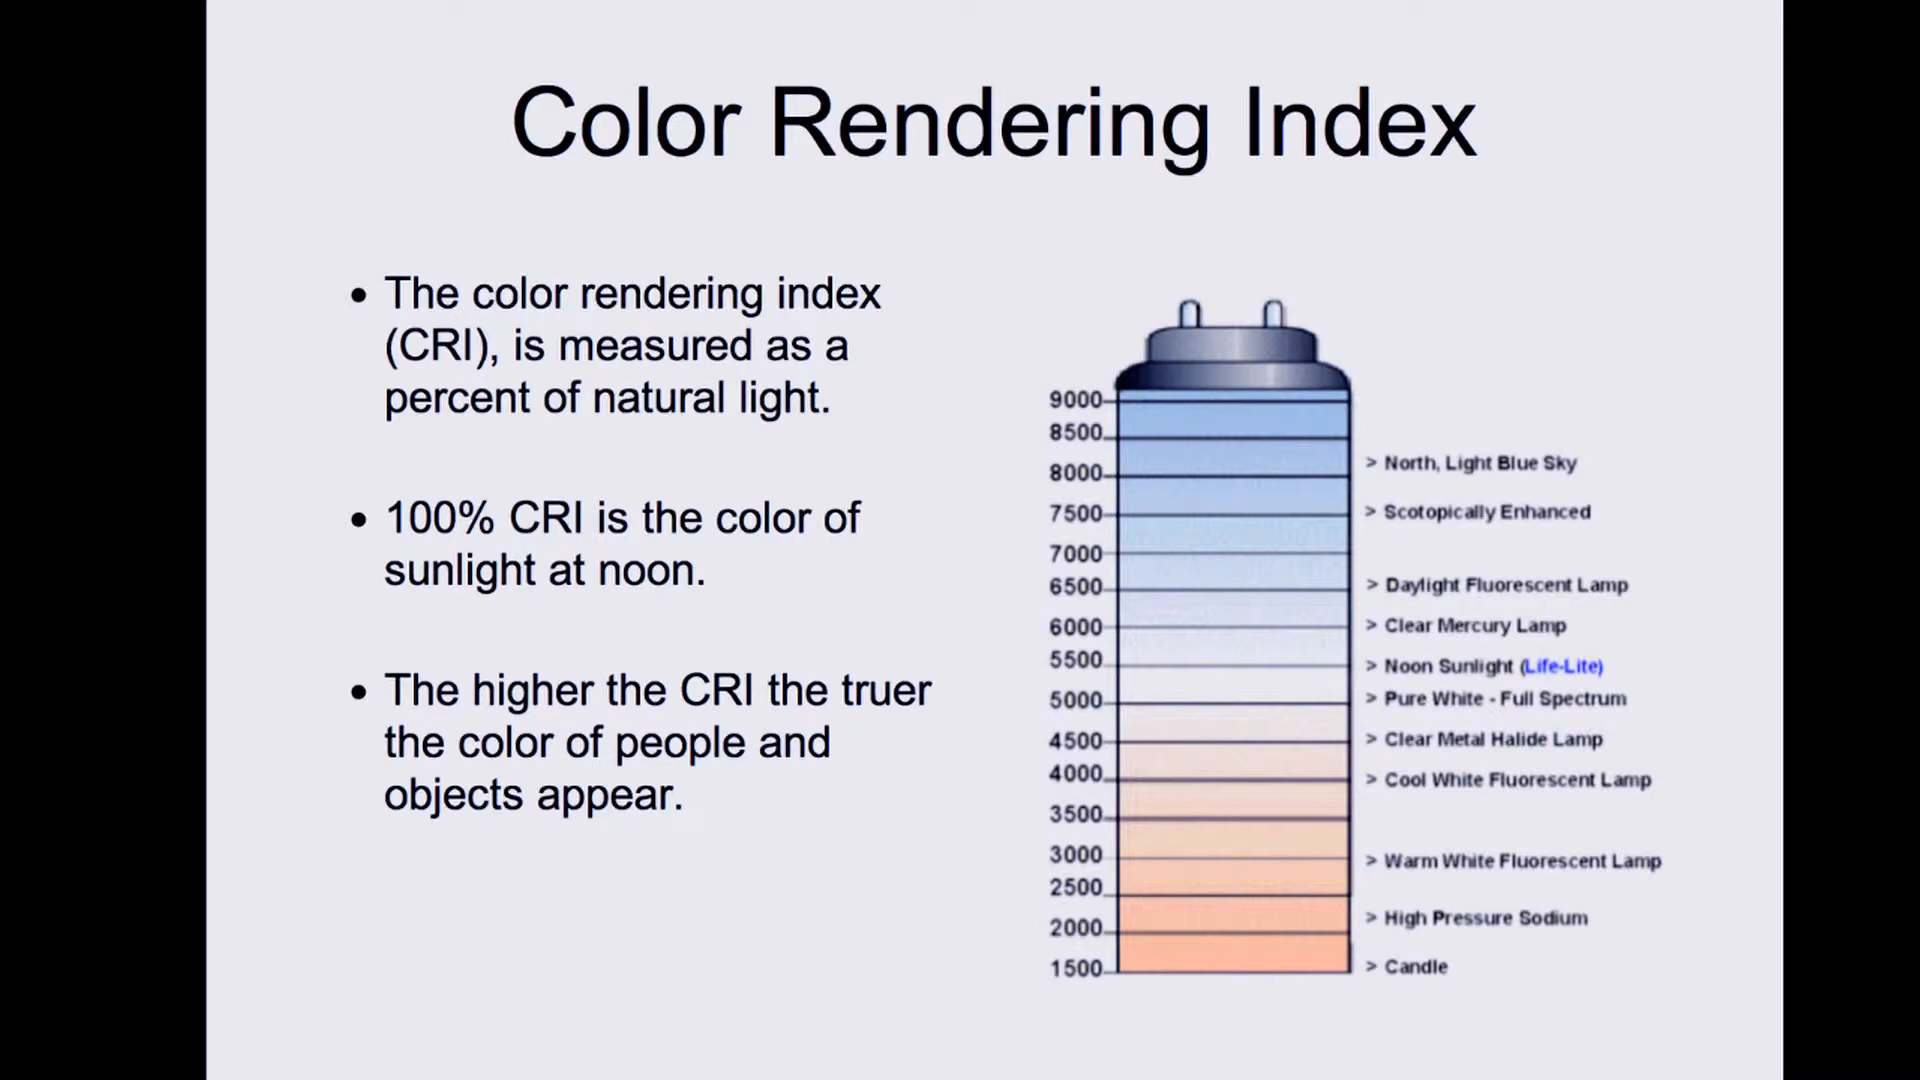 Color Rendering Index
• The color rendering index
(CRI), is measured as a
percent of natural light.
• 100% CRI is the color of
sunlight at noon.
• The higher the CRI the truer
the color of people and
objects appear.
9000
8500
> North, Light Blue Sky
8000
7500 > Scotopically Enhanced
7000
6500 > Daylight Fluorescent Lamp
6000 > Clear Mercury Lamp
5500 > Noon Sunlight (Life-Lite)
5000 > Pure White - Full Spectrum
4500 > Clear Metal Halide Lamp
4000 > Cool White Fluorescent Lamp
3500
3000 > Warm White Fluorescent Lamp
2500
> High Pressure Sodium
2000
1500 > Candle